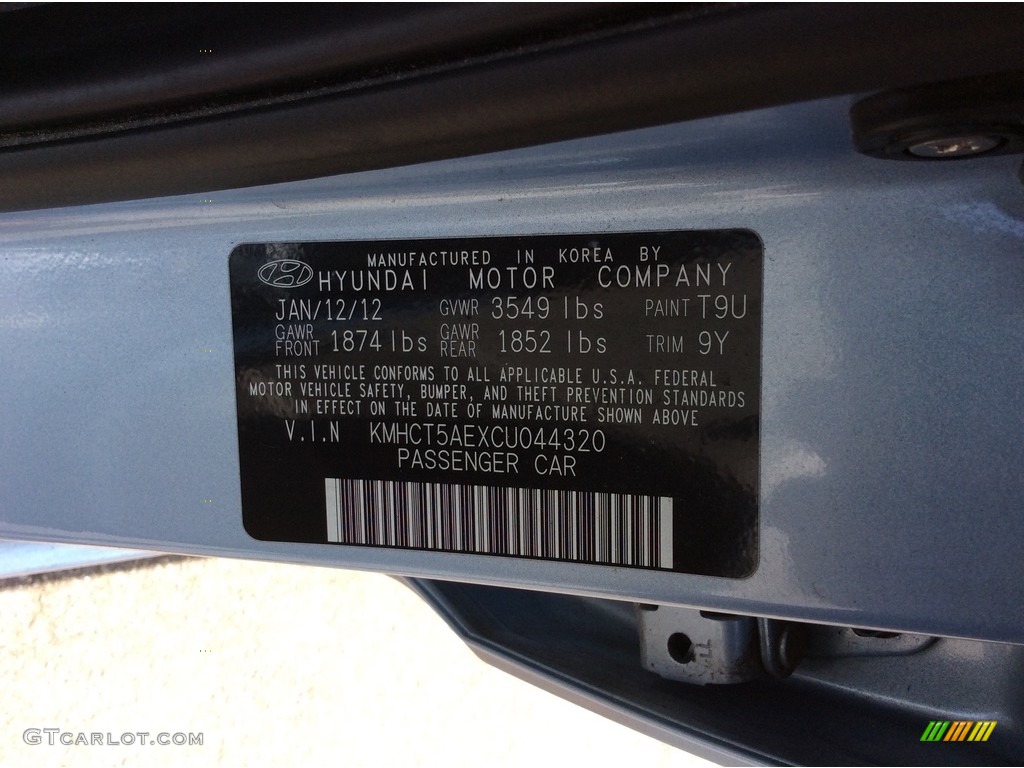 MANUFACTURED IN KOREA BY
HYUNDAI MOTOR COMPANY
JAN/12/12 GVWR 3549 lbs PAINT T9U
GAWR FRONT 1874 lbs GAWR REAR 1852 lbs TRIM 9Y
THIS VEHICLE CONFORMS TO ALL APPLICABLE U.S.A. FEDERAL
MOTOR VEHICLE SAFETY, BUMPER, AND THEFT PREVENTION STANDARDS
IN EFFECT ON THE DATE OF MANUFACTURE SHOWN ABOVE
V.I.N KMHCT5AEXCU044320
PASSENGER CAR
GTCARLOT.COM